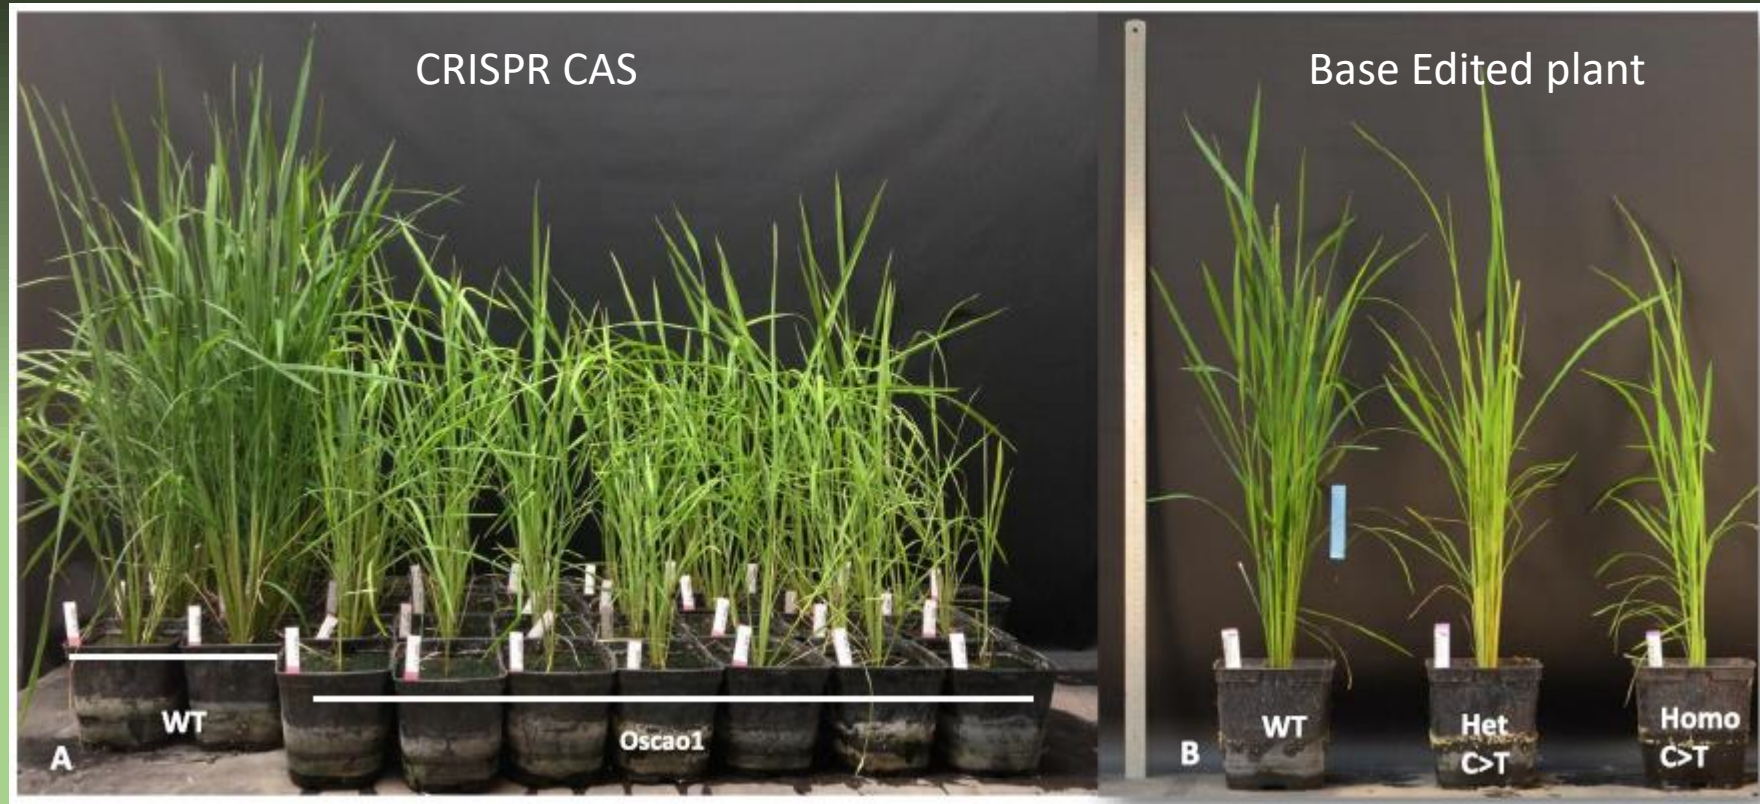 CRISPR CAS
Base Edited plant
WT
Oscao1
A
WT
Het
C>T
Homo
C>T
B